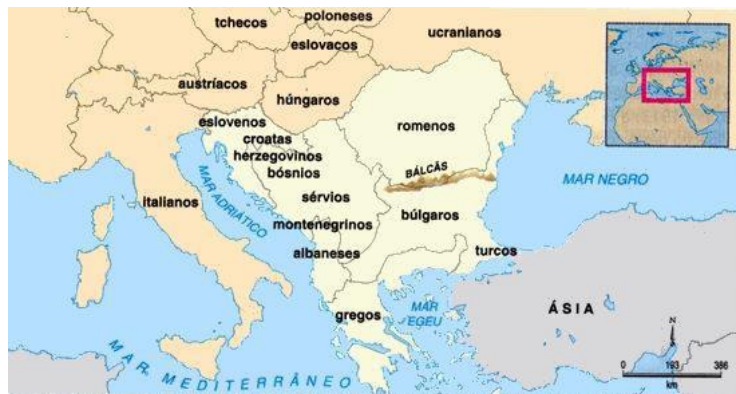 tchecos
poloneses
eslovacos
ucranianos
austríacos
húngaros
eslovenos
croatas
herzegovinos
bósnios
romenos
BÁLCÃS
MAR NEGRO
italianos
MAR ADRIÁTICO
sérvios
búlgaros
montenegrinos
albaneses
turcos
gregos
MAR
EGEU
ÁSIA
N
0 193 386
km
MAR MEDITERRÂNEO